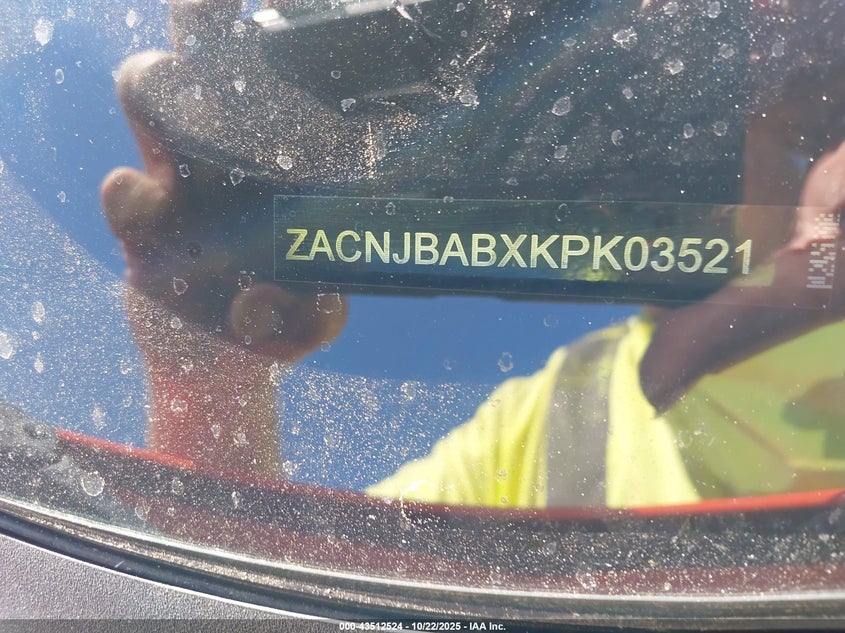 ZACNJBABXKPK03521
000-43512524 - 10/22/2025 - IAA Inc.